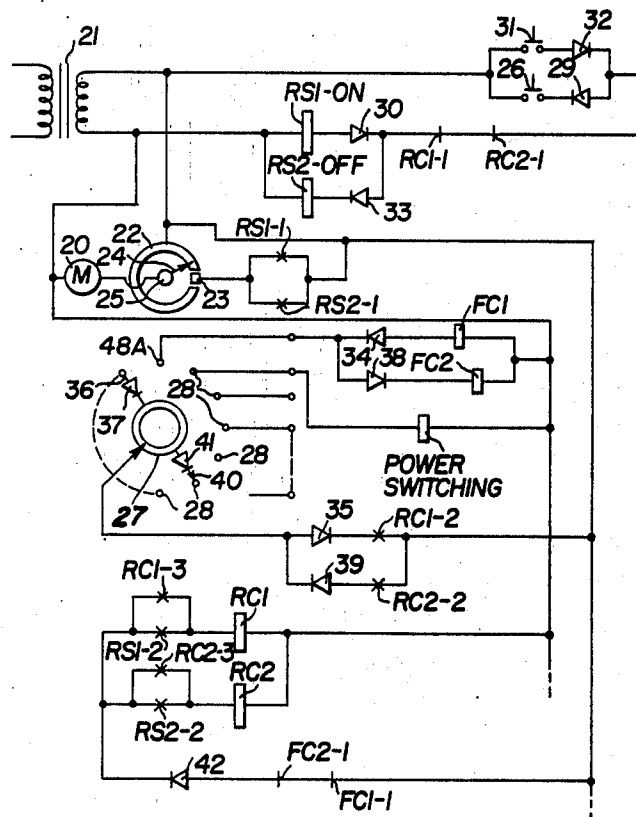 21
31
32
26
29
RS1-ON
30
RS2-OFF
RC1-1
RC2-1
33
20
22
RS1-1
24
M
25
23
RS2-1
FC1
48A
34
38
FC2
36
28
37
41
28
40
POWER
SWITCHING
27
28
35
RC1-2
39
RC2-2
RC1-3
RC1
RS1-2
RC2-3
RC2
RS2-2
42
FC2-1
FC1-1